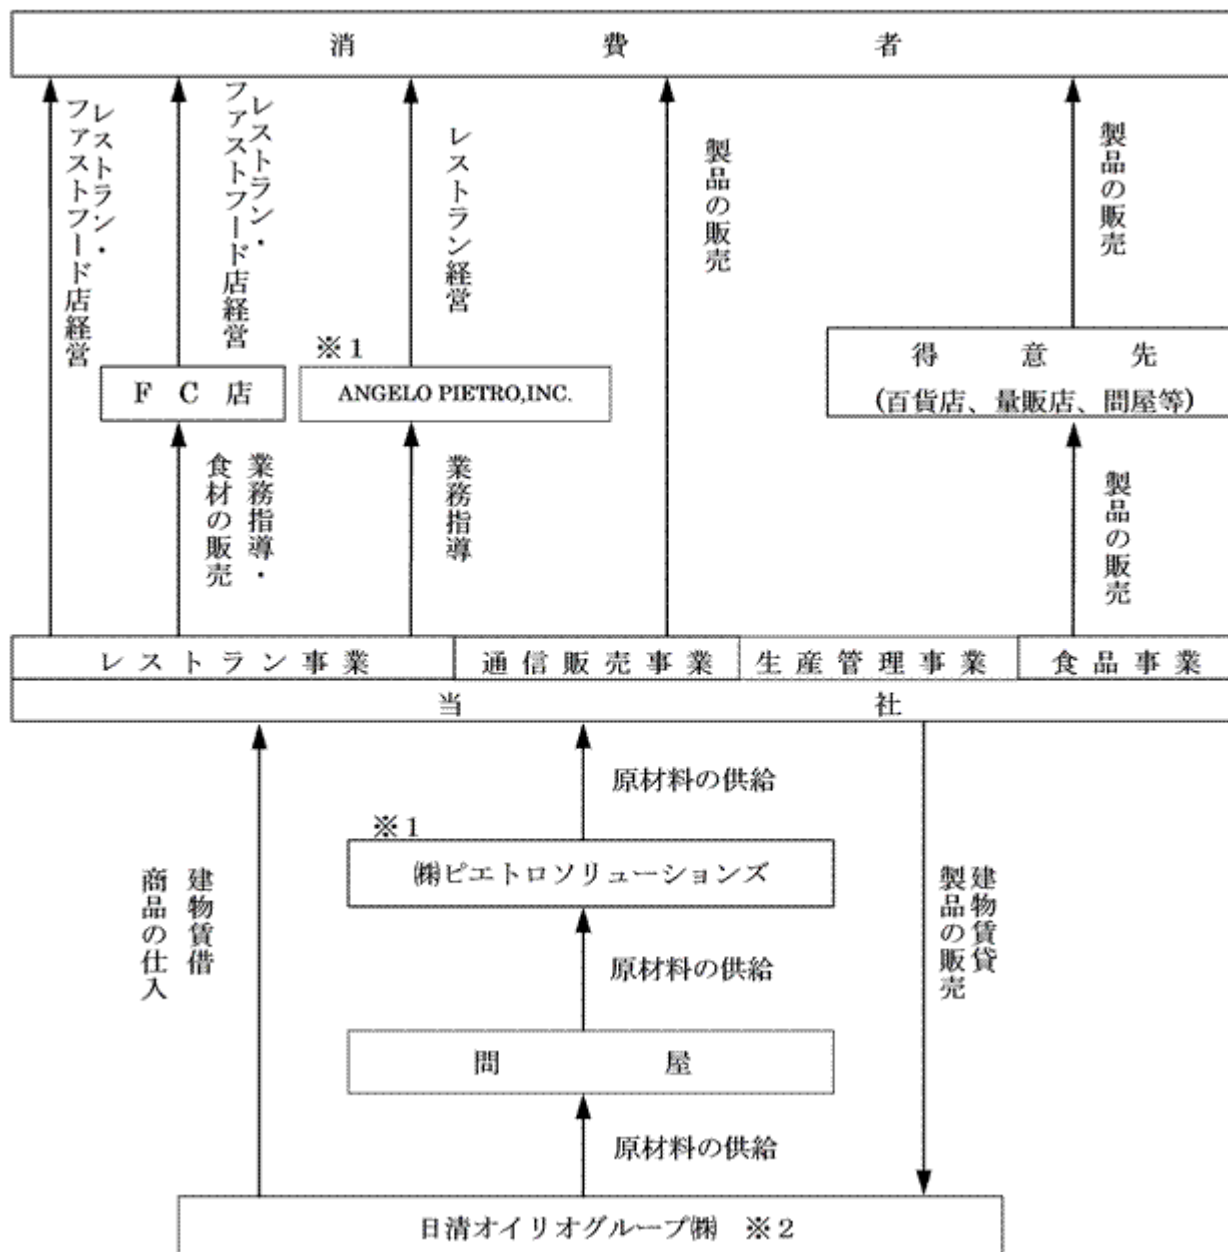 消費者
レストラン・
ファストフード店経営
レストラン・
ファストフード店経営
レストラン経営
製品の販売
製品の販売
※1
FC店
ANGELO PIETRO,INC.
得意先
(百貨店、量販店、問屋等)
業務指導・
食材の販売
業務指導
製品の販売
レストラン事業
通信販売事業
生産管理事業
食品事業
当社
原材料の供給
※1
㈱ピエトロソリューションズ
建物賃借
商品の仕入
建物賃貸
製品の販売
原材料の供給
問屋
原材料の供給
日清オイリオグループ㈱ ※2